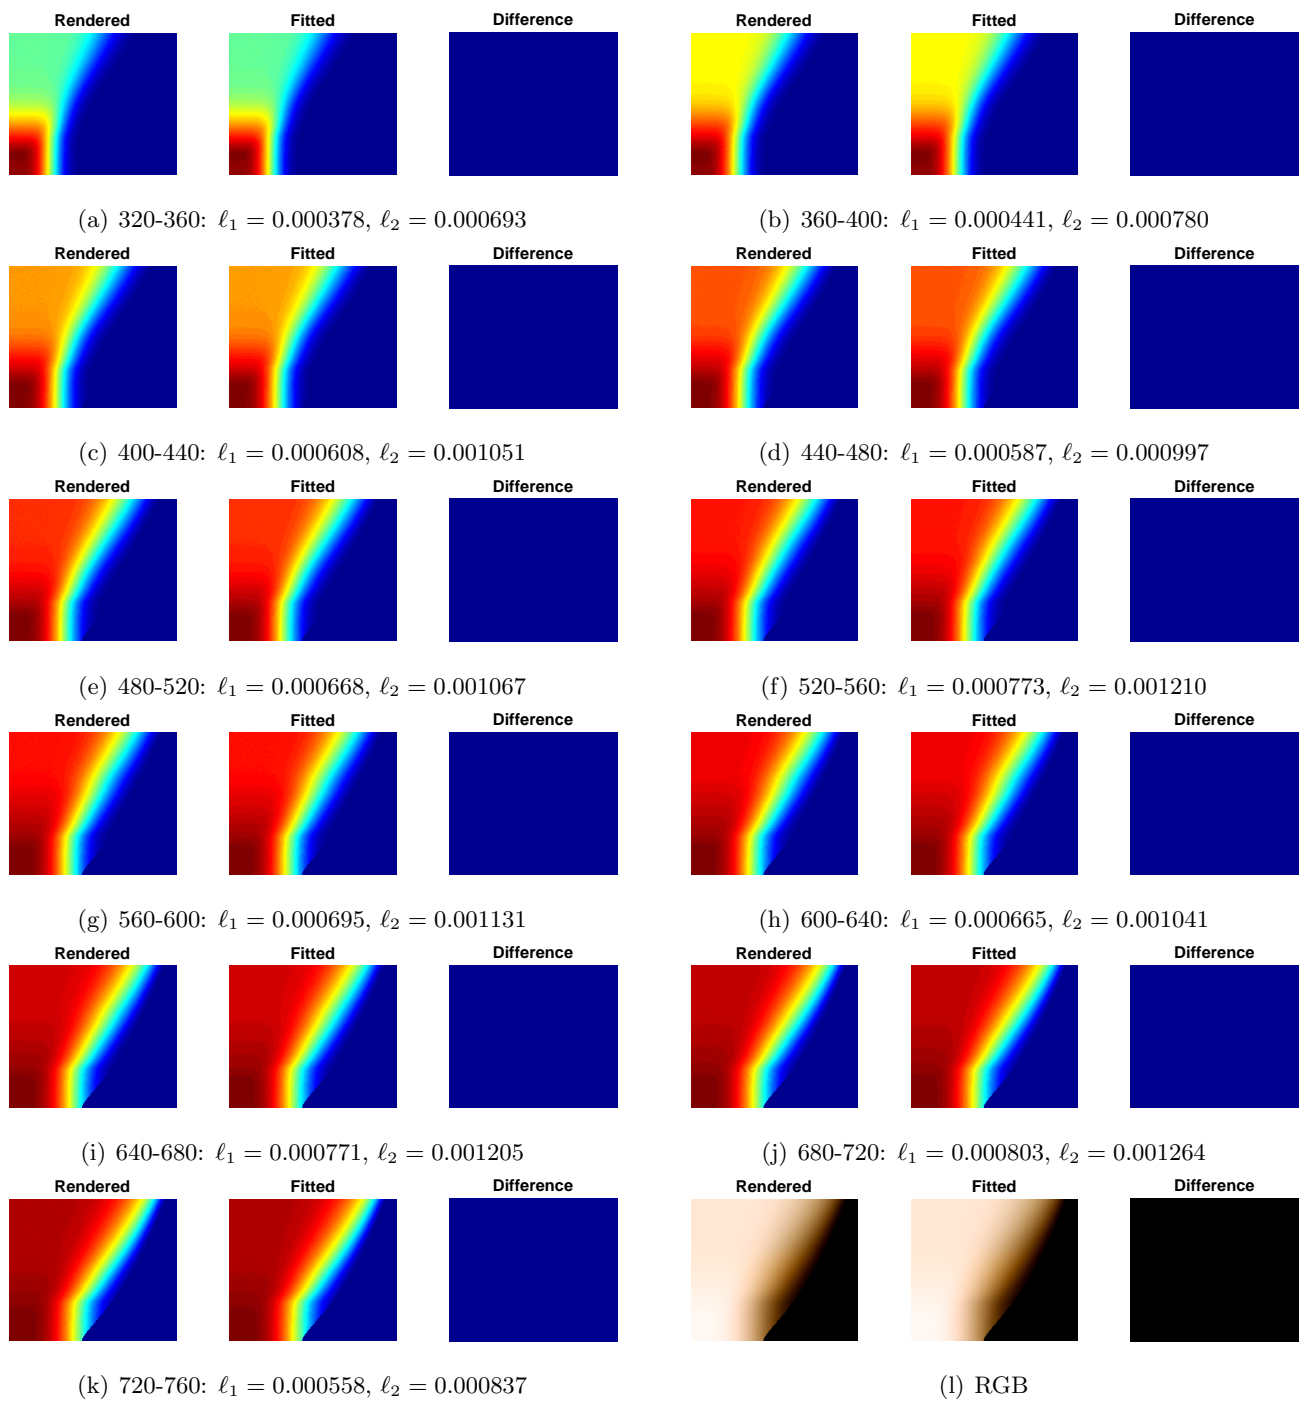 Rendered Fitted Difference Rendered Fitted Difference
(a) 320-360: ℓ₁ = 0.000378, ℓ₂ = 0.000693 (b) 360-400: ℓ₁ = 0.000441, ℓ₂ = 0.000780
Rendered Fitted Difference Rendered Fitted Difference
(c) 400-440: ℓ₁ = 0.000608, ℓ₂ = 0.001051 (d) 440-480: ℓ₁ = 0.000587, ℓ₂ = 0.000997
Rendered Fitted Difference Rendered Fitted Difference
(e) 480-520: ℓ₁ = 0.000668, ℓ₂ = 0.001067 (f) 520-560: ℓ₁ = 0.000773, ℓ₂ = 0.001210
Rendered Fitted Difference Rendered Fitted Difference
(g) 560-600: ℓ₁ = 0.000695, ℓ₂ = 0.001131 (h) 600-640: ℓ₁ = 0.000665, ℓ₂ = 0.001041
Rendered Fitted Difference Rendered Fitted Difference
(i) 640-680: ℓ₁ = 0.000771, ℓ₂ = 0.001205 (j) 680-720: ℓ₁ = 0.000803, ℓ₂ = 0.001264
Rendered Fitted Difference Rendered Fitted Difference
(k) 720-760: ℓ₁ = 0.000558, ℓ₂ = 0.000837 (l) RGB